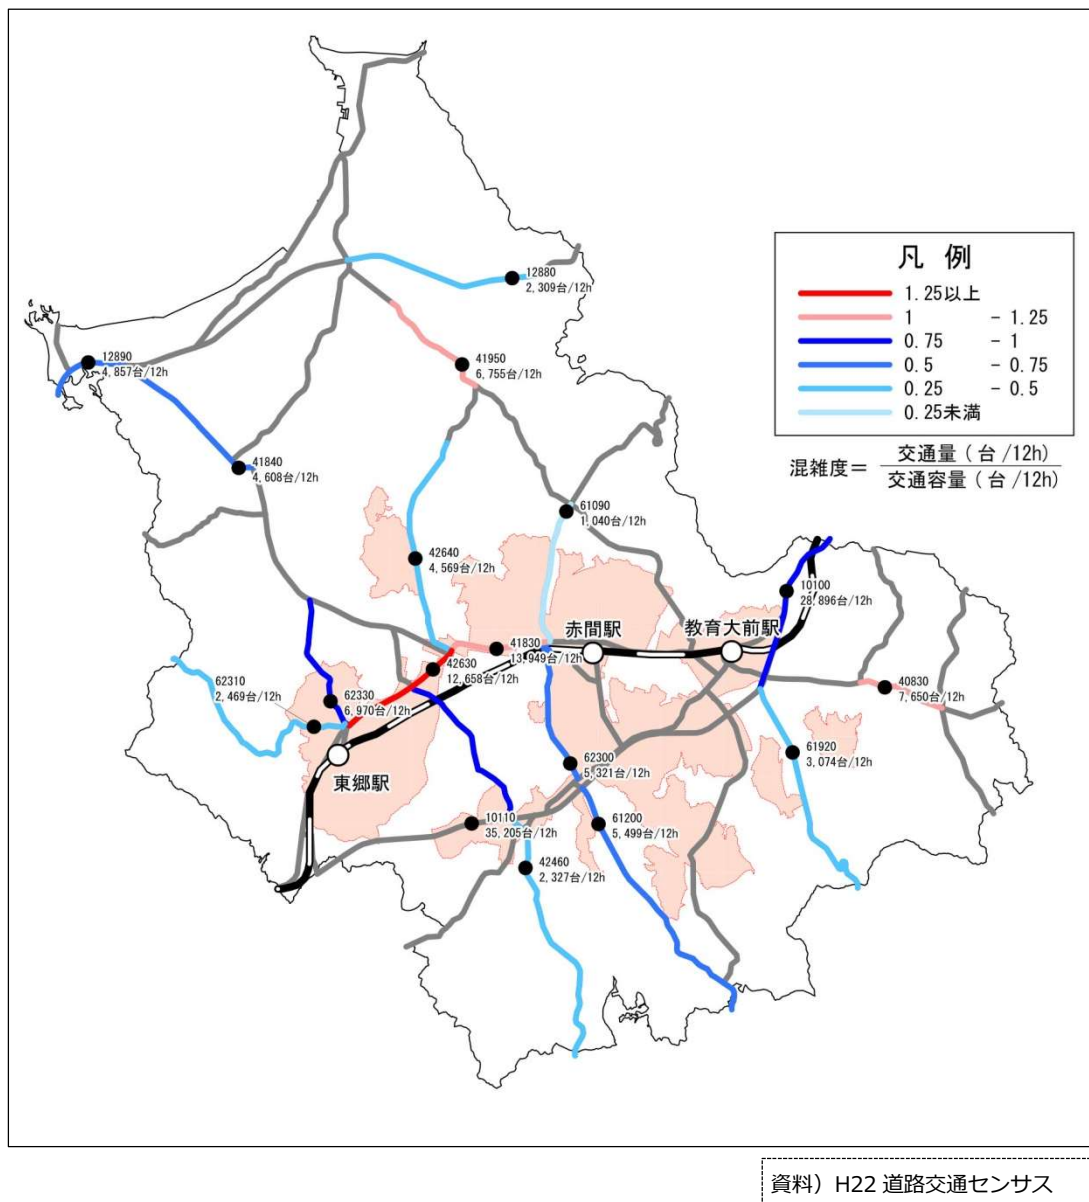 凡 例
1.25以上
1 - 1.25
0.75 - 1
0.5 - 0.75
0.25 - 0.5
0.25未満
混雑度＝ 交通量 ( 台 /12h)
交通容量 ( 台 /12h)
12880
2,309台/12h
12890
4,857台/12h
41950
6,755台/12h
41840
4,608台/12h
61090
1,040台/12h
42640
4,569台/12h
10100
28,896台/12h
赤間駅
教育大前駅
41830
13,949台/12h
42630
12,658台/12h
62310
2,469台/12h
62330
6,970台/12h
40830
7,650台/12h
東郷駅
62300
5,321台/12h
61920
3,074台/12h
10110
35,205台/12h
61200
5,499台/12h
42460
2,327台/12h
資料）H22 道路交通センサス